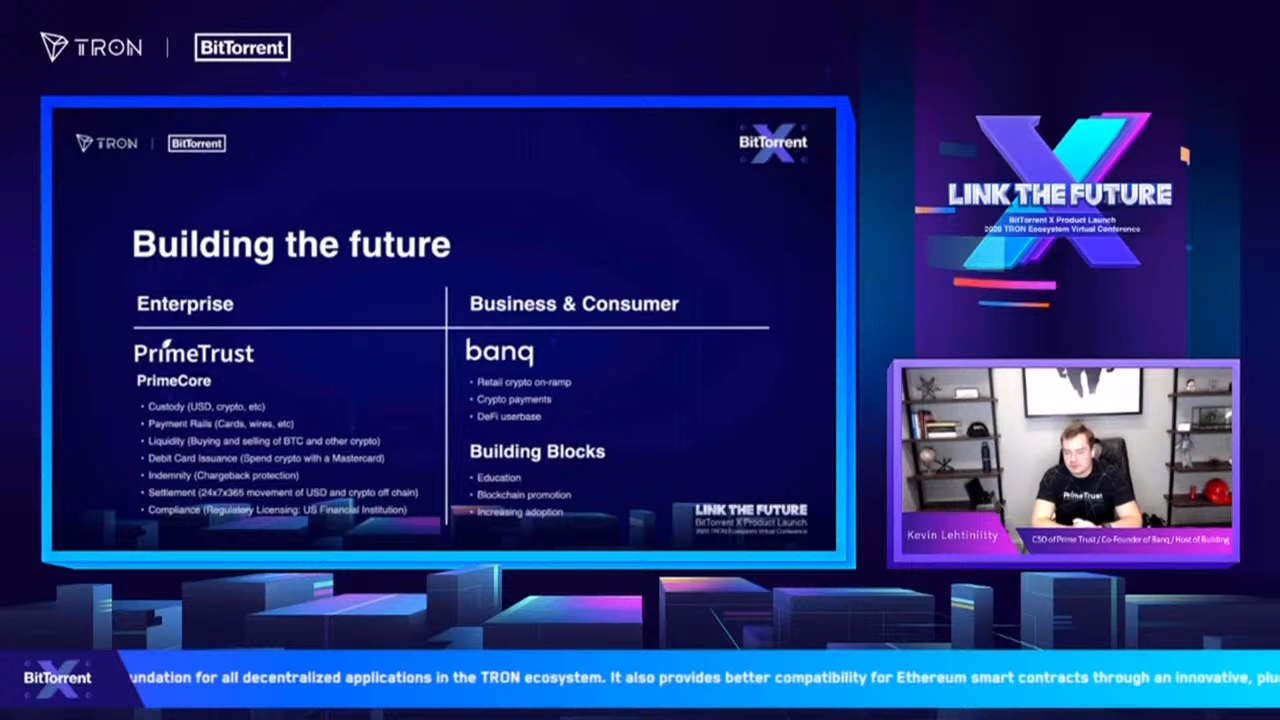 TRON | BitTorrent
TRON | BitTorrent
BitTorrent
Building the future
Enterprise
Business & Consumer
PrimeTrust
PrimeCore
• Custody (USD, crypto, etc)
• Payment Rails (Cards, wires, etc)
• Liquidity (Buying and selling of BTC and other crypto)
• Debit Card Issuance (Spend crypto with a Mastercard)
• Indemnity (Chargeback protection)
• Settlement (24x7x365 movement of USD and crypto off chain)
• Compliance (Regulatory Licensing: US Financial Institution)
banq
• Retail crypto on-ramp
• Crypto payments
• DeFi userbase
Building Blocks
• Education
• Blockchain promotion
• Increasing adoption
LINK THE FUTURE
BitTorrent X Product Launch
2020 TRON Ecosystem Virtual Conference
X
LINK THE FUTURE
BitTorrent X Product Launch
2020 TRON Ecosystem Virtual Conference
PrimeTrust
Kevin Lehtiniitty
CSO of Prime Trust / Co-Founder of Banq / Host of Building
BitTorrent
undation for all decentralized applications in the TRON ecosystem. It also provides better compatibility for Ethereum smart contracts through an innovative, plu